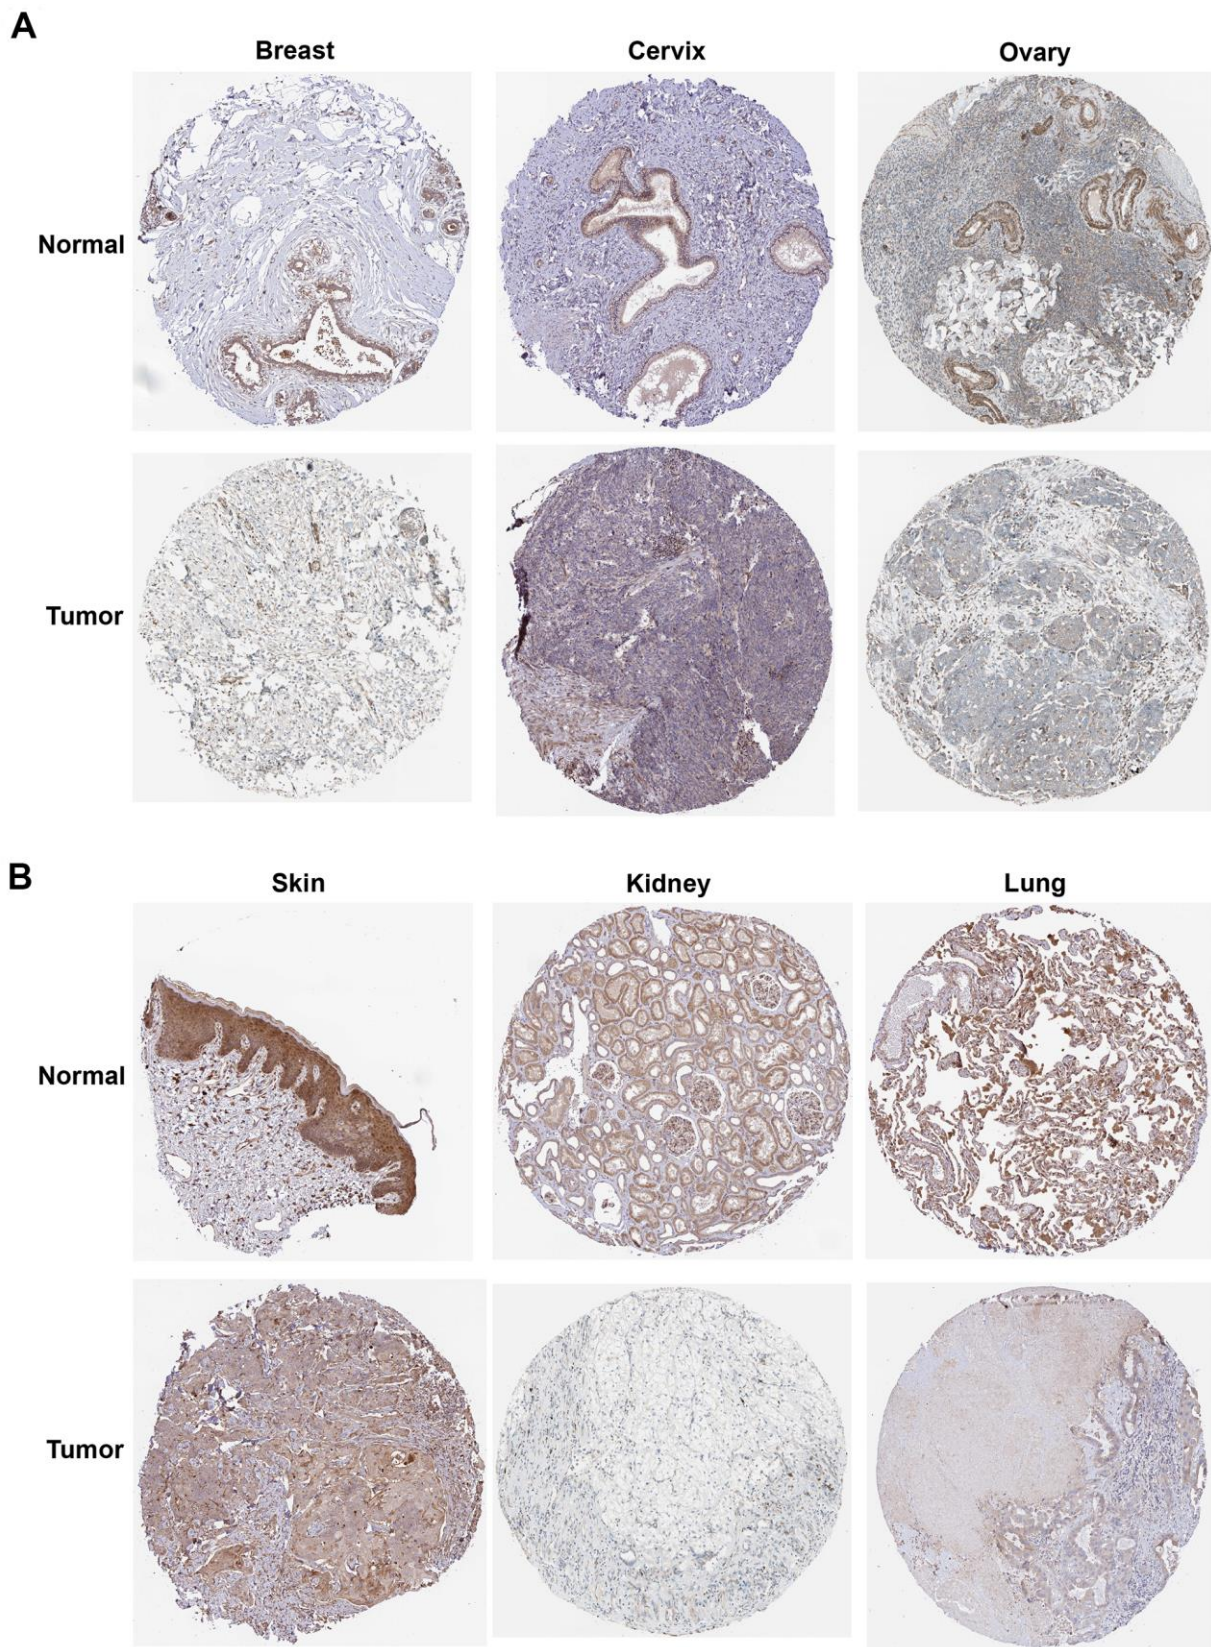 A
Breast Cervix Ovary
Normal
Tumor
B
Skin Kidney Lung
Normal
Tumor